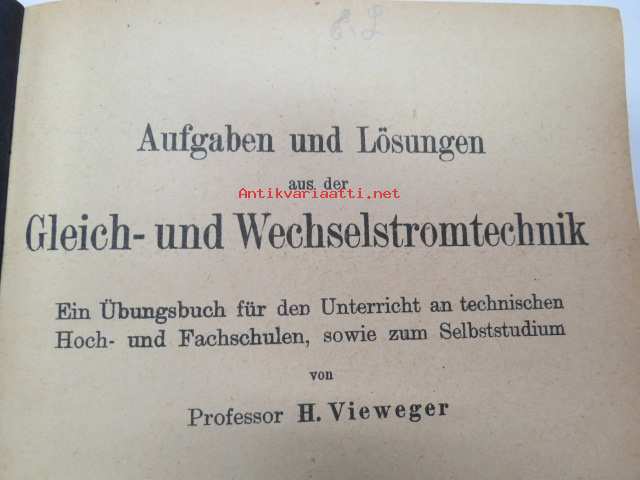 Aufgaben und Lösungen
aus der
Antikvariaatti.net
Gleich- und Wechselstromtechnik
Ein Übungsbuch für den Unterricht an technischen
Hoch- und Fachschulen, sowie zum Selbststudium
von
Professor H. Vieweger